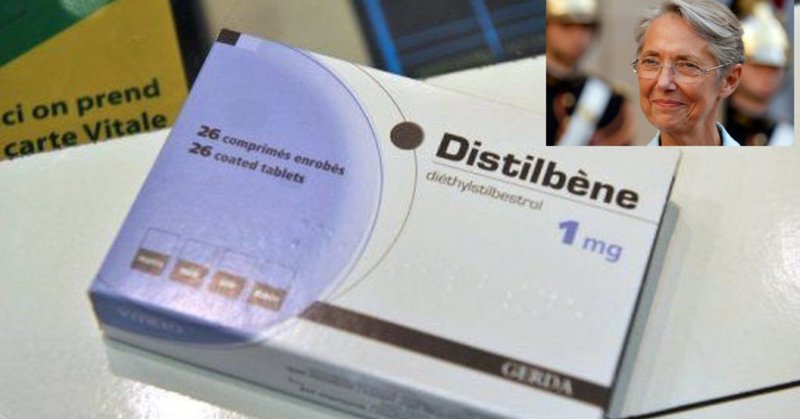 ci on prend
carte Vitale
26 comprimés enrobés
26 coated tablets
Distilbène
diéthylstilbestrol
1 mg
GERDA